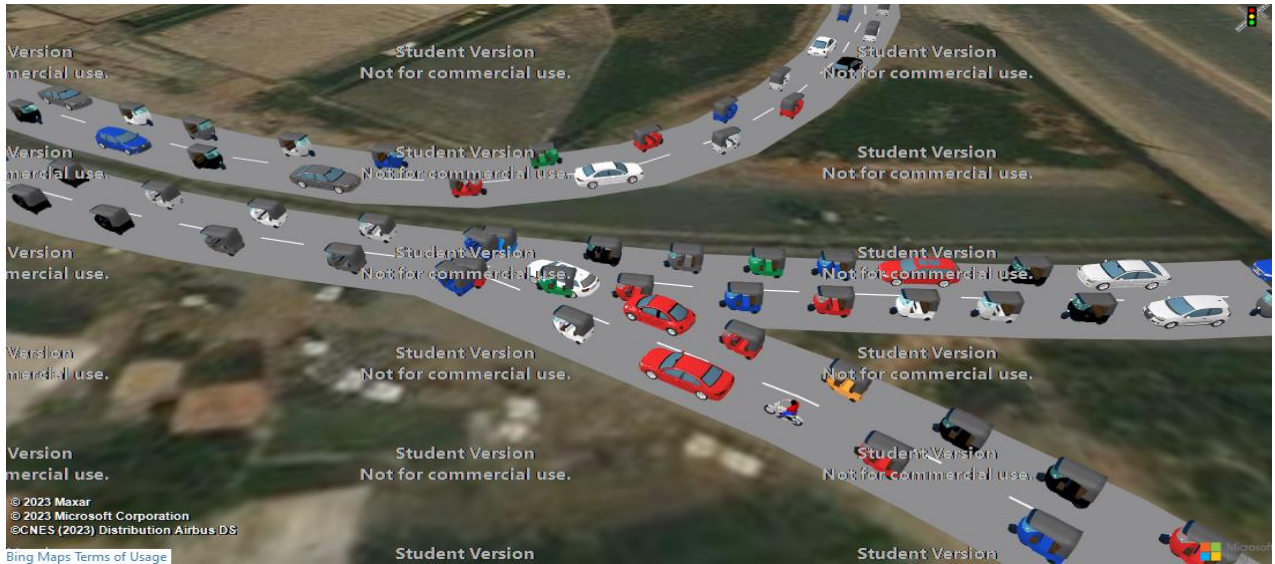 Version
mercial use.
Student Version
Not for commercial use.
Student Version
Not for commercial use.
Version
mercial use.
Student Version
Not for commercial use.
Student Version
Not for commercial use.
Version
mercial use.
Student Version
Not for commercial use.
Student Version
Not for commercial use.
Version
mercial use.
Student Version
Not for commercial use.
Student Version
Not for commercial use.
Version
mercial use.
Student Version
Not for commercial use.
Student Version
Not for commercial use.
© 2023 Maxar
© 2023 Microsoft Corporation
©CNES (2023) Distribution Airbus DS
Student Version
Student Version
Bing Maps Terms of Usage
Microsoft